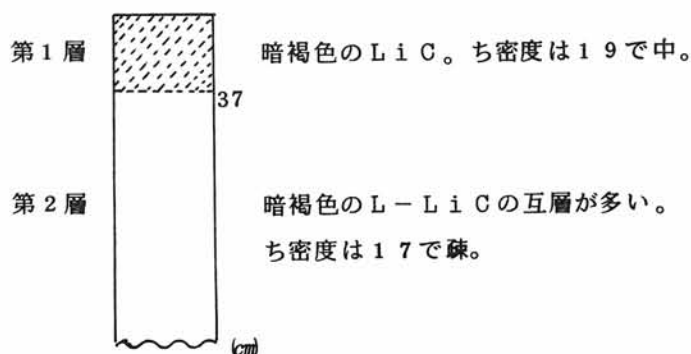 第1層 暗褐色のLiC。ち密度は19で中。
37
第2層 暗褐色のL-LiCの互層が多い。
ち密度は17で疎。
(cm)